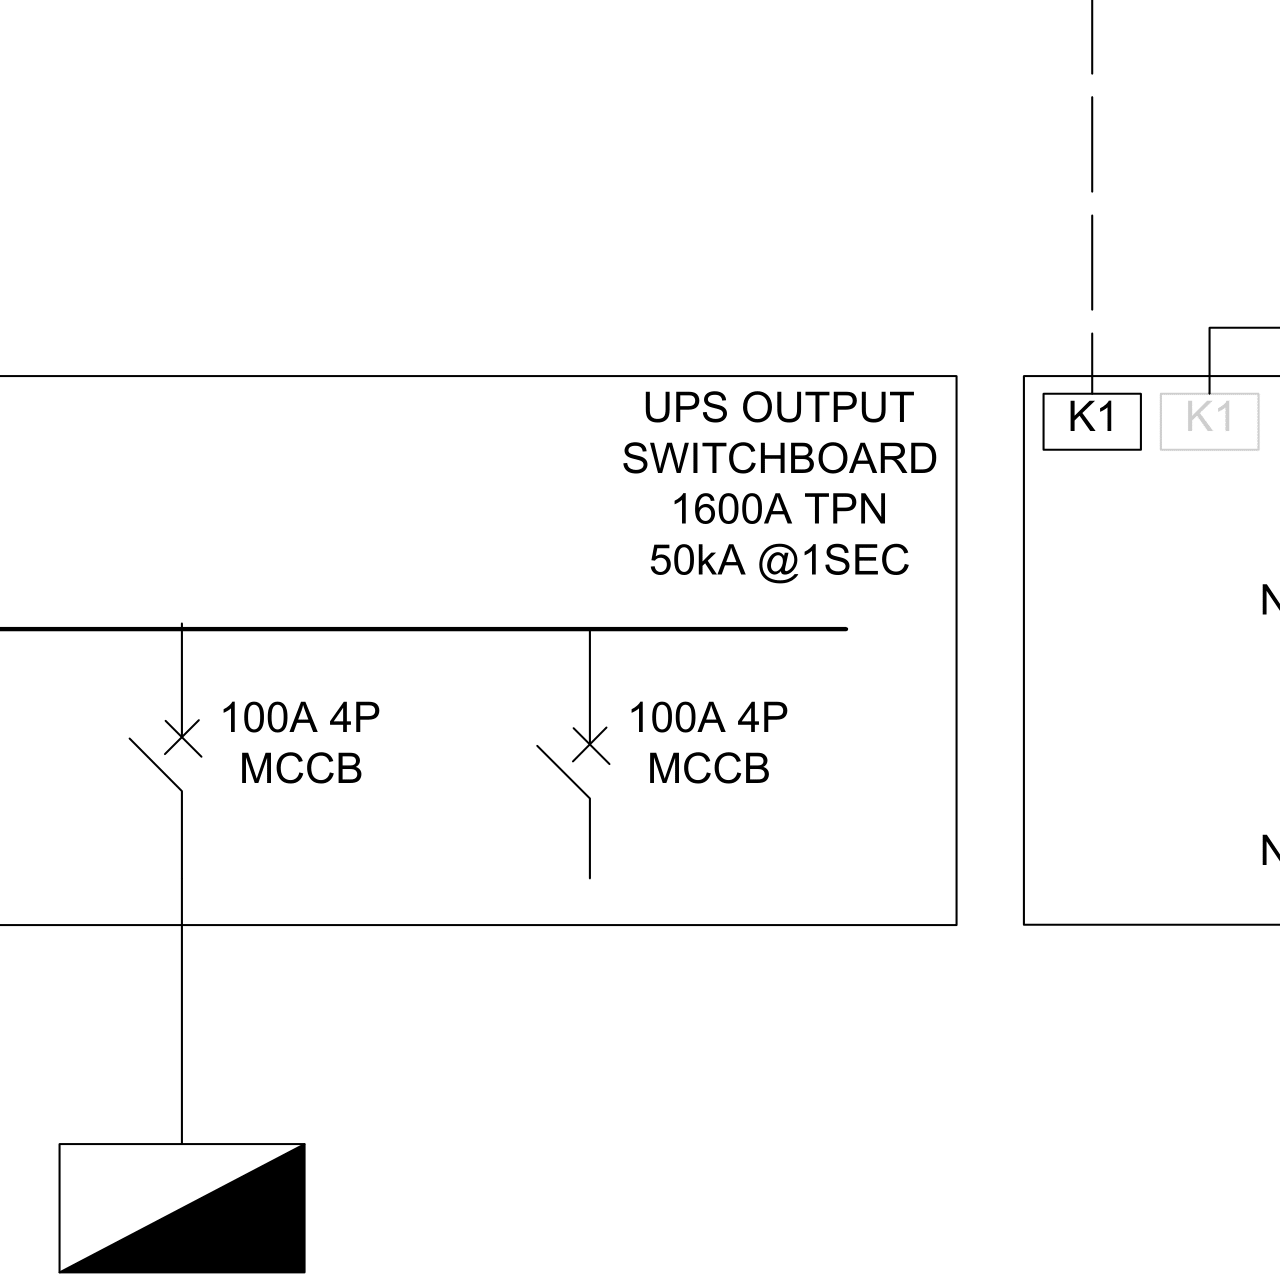 UPS OUTPUT
SWITCHBOARD
1600A TPN
50kA @1SEC
100A 4P
MCCB
100A 4P
MCCB
K1
K1
N
N